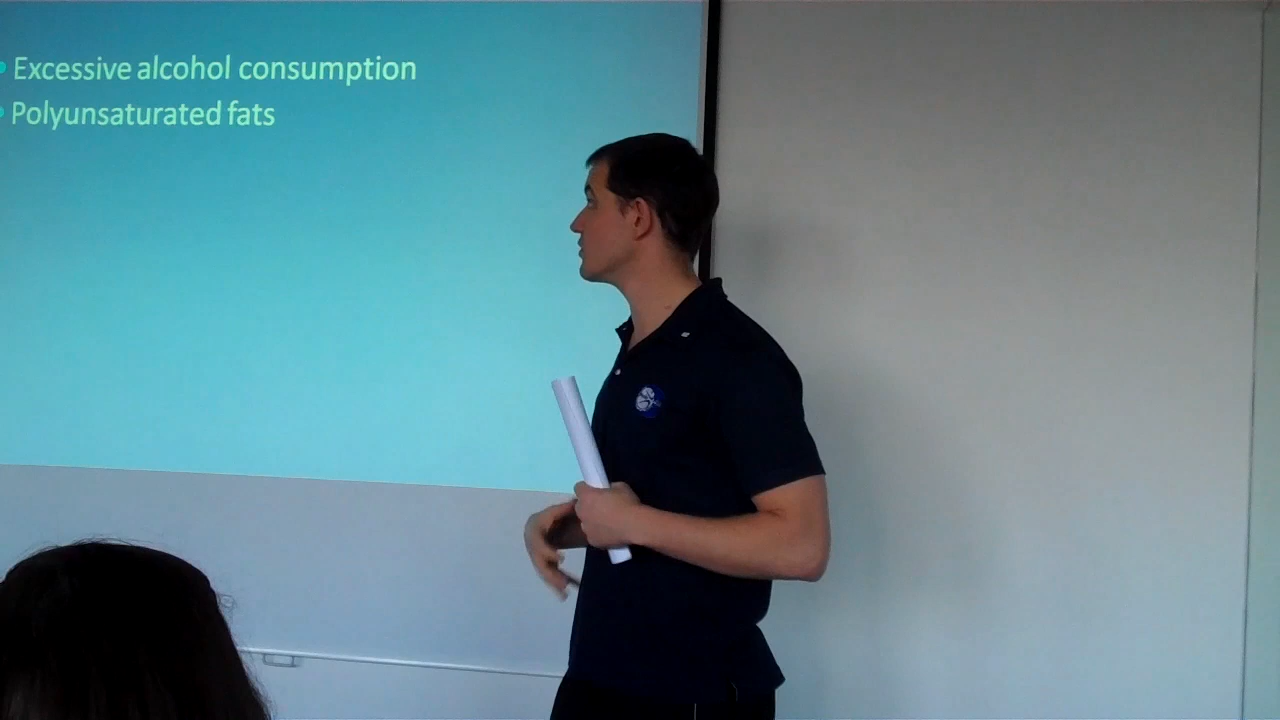 • Excessive alcohol consumption
• Polyunsaturated fats